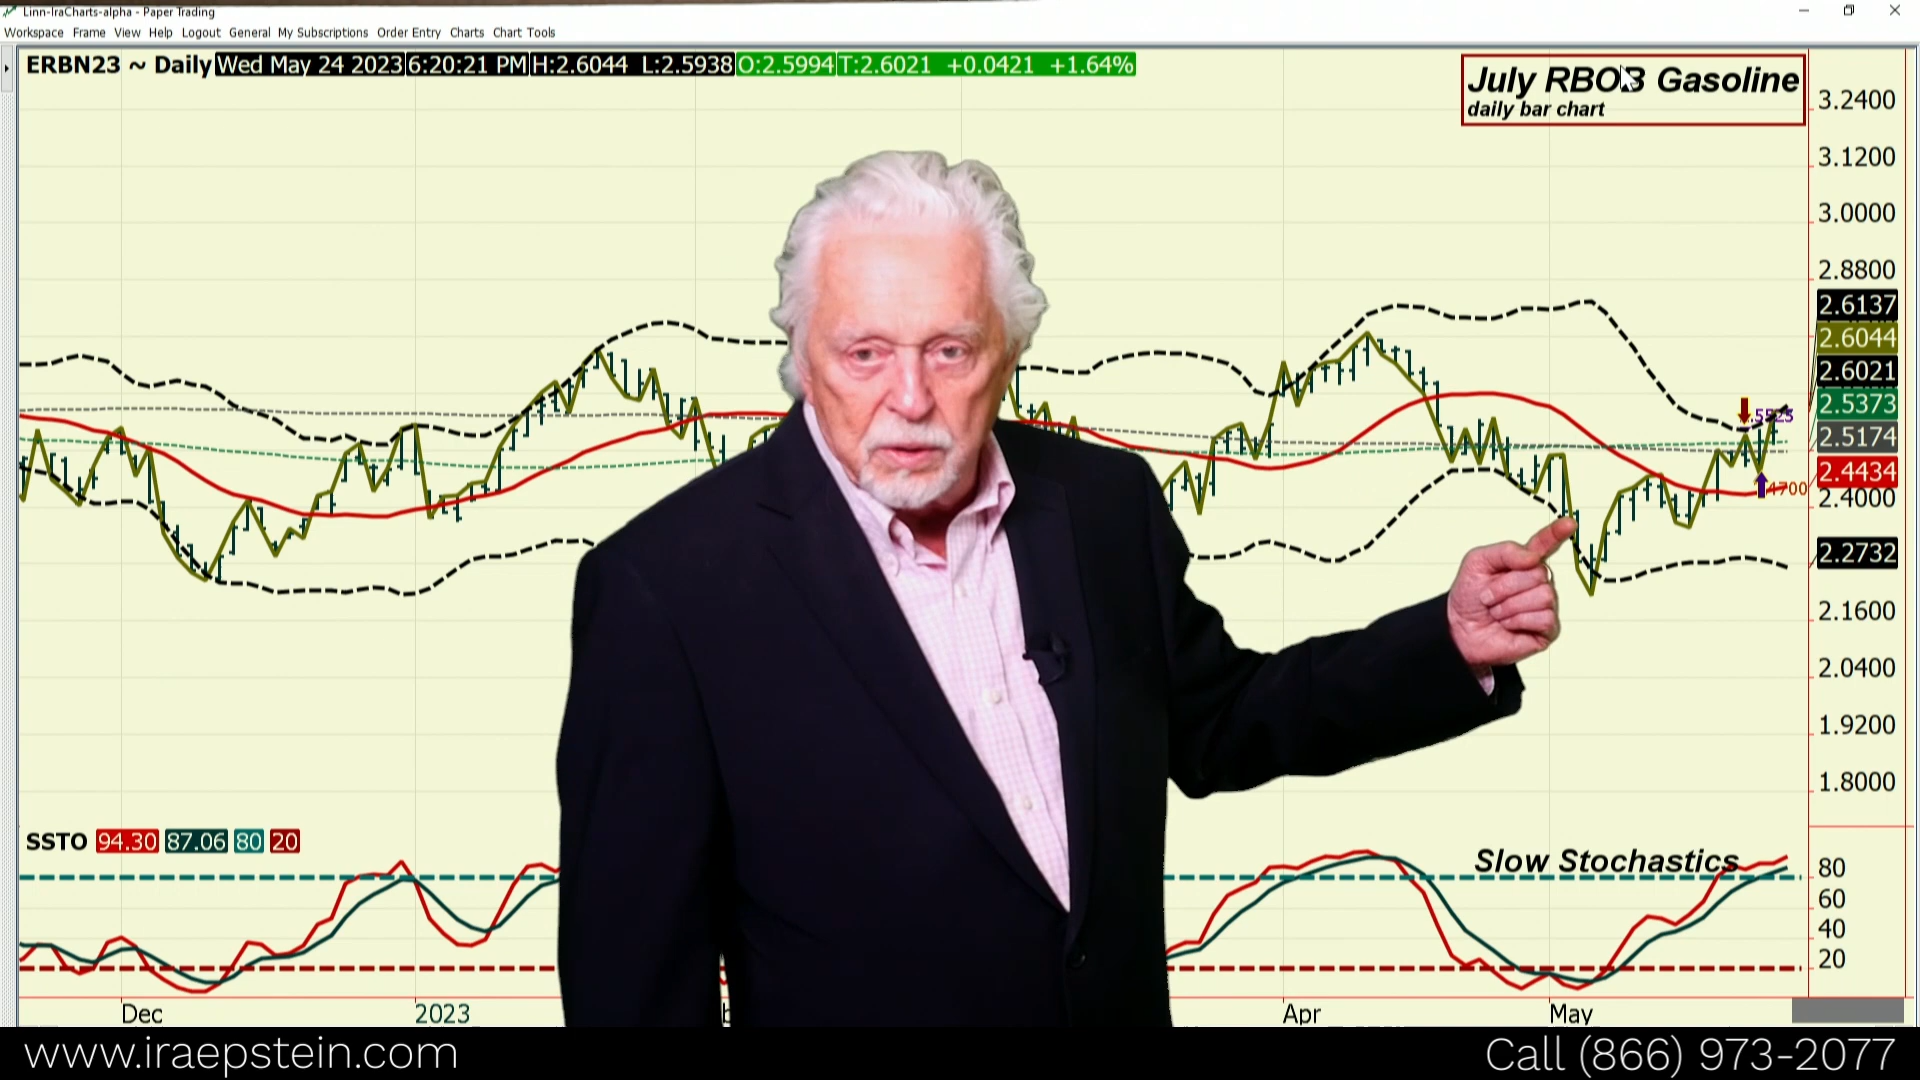 Linn-IraCharts-alpha - Paper Trading
Workspace Frame View Help Logout General My Subscriptions Order Entry Charts Chart Tools
ERBN23 ~ Daily Wed May 24 2023 6:20:21 PM H:2.6044 L:2.5938 O:2.5994 T:2.6021 +0.0421 +1.64%
July RBOB Gasoline
daily bar chart
3.2400
3.1200
3.0000
2.8800
2.6137
2.6044
2.6021
2.5373
2.5174
2.4434
2.4000
2.2732
2.1600
2.0400
1.9200
1.8000
.5525
4700
SSTO 94.30 87.06 80 20
Slow Stochastics
80
60
40
20
Dec 2023 Apr May
www.iraepstein.com Call (866) 973-2077